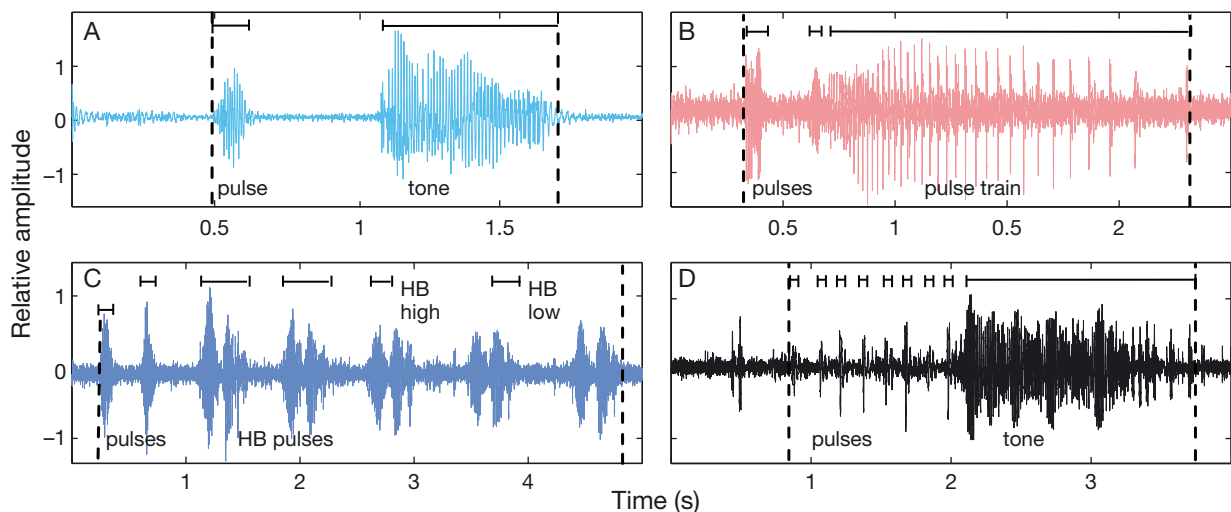 A
B
1
0
−1
pulse
tone
pulses
pulse train
0.5
1
1.5
0.5
1
0.5
2
Relative amplitude
C
D
HB
high
HB
low
1
0
−1
pulses
HB pulses
pulses
tone
1
2
3
4
1
2
3
Time (s)